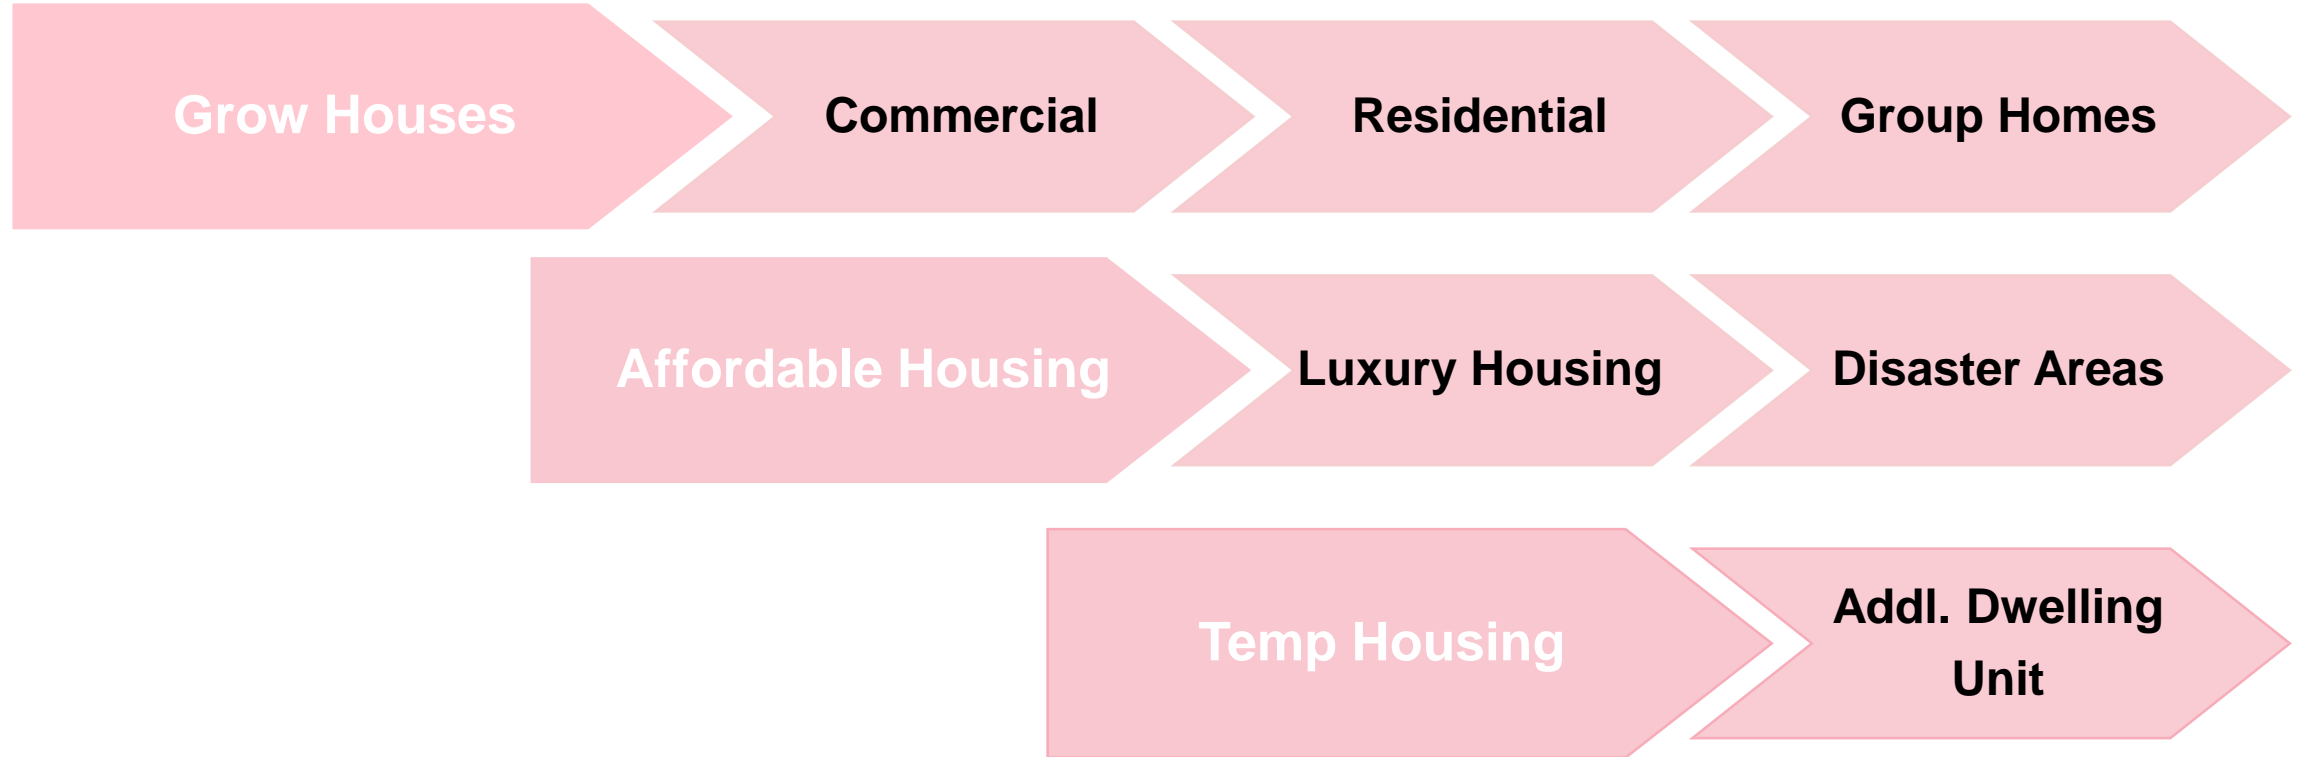 Grow Houses
Commercial
Residential
Group Homes
Affordable Housing
Luxury Housing
Disaster Areas
Temp Housing
Addl. Dwelling
Unit